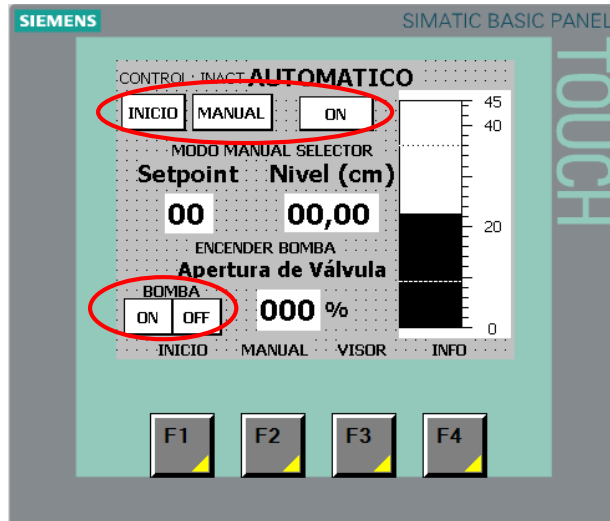 SIEMENS SIMATIC BASIC PANEL
TOUCH
CONTROL: INACT AUTOMATICO
INICIO MANUAL ON
45
40
MODO MANUAL SELECTOR
Setpoint Nivel (cm)
00 00,00
20
ENCENDER BOMBA
Apertura de Válvula
BOMBA
ON OFF 000 %
0
INICIO MANUAL VISOR INFO
F1 F2 F3 F4